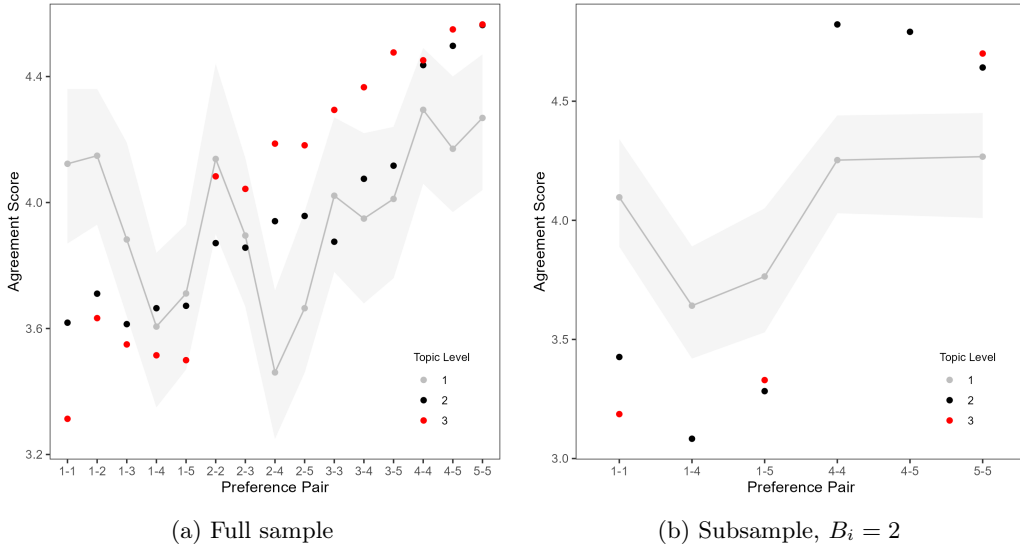 4.4
4.0
3.6
3.2
Agreement Score
1-1 1-2 1-3 1-4 1-5 2-2 2-3 2-4 2-5 3-3 3-4 3-5 4-4 4-5 5-5
Preference Pair
Topic Level
1
2
3
(a) Full sample
4.5
4.0
3.5
3.0
Agreement Score
1-1 1-4 1-5 4-4 4-5 5-5
Preference Pair
Topic Level
1
2
3
(b) Subsample, $B_i = 2$